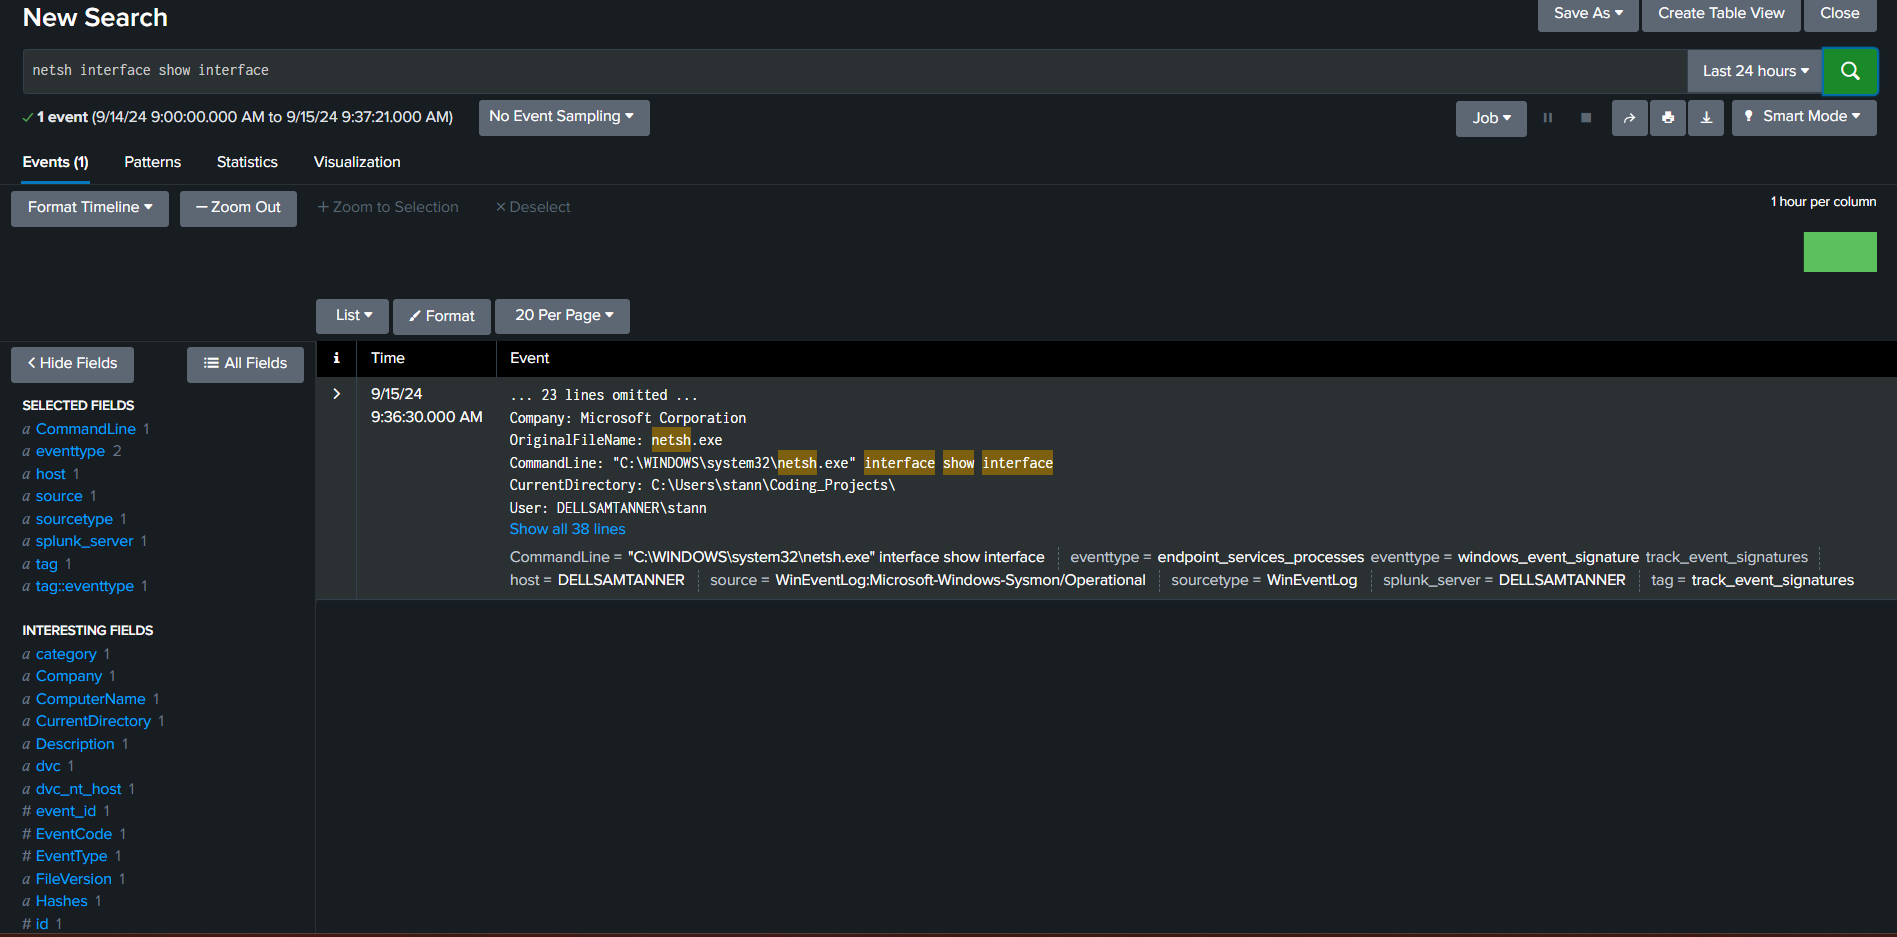 New Search
Save As
Create Table View
Close
netsh interface show interface
Last 24 hours
1 event (9/14/24 9:00:00.000 AM to 9/15/24 9:37:21.000 AM)
No Event Sampling
Job
Smart Mode
Events (1)
Patterns
Statistics
Visualization
Format Timeline
— Zoom Out
+ Zoom to Selection
× Deselect
1 hour per column
List
Format
20 Per Page
< Hide Fields
All Fields
i
Time
Event
SELECTED FIELDS
a CommandLine 1
a eventtype 2
a host 1
a source 1
a sourcetype 1
a splunk_server 1
a tag 1
a tag::eventtype 1
INTERESTING FIELDS
a category 1
a Company 1
a ComputerName 1
a CurrentDirectory 1
a Description 1
a dvc 1
a dvc_nt_host 1
# event_id 1
# EventCode 1
# EventType 1
a FileVersion 1
a Hashes 1
# id 1
>
9/15/24
9:36:30.000 AM
... 23 lines omitted ...
Company: Microsoft Corporation
OriginalFileName: netsh.exe
CommandLine: "C:\WINDOWS\system32\netsh.exe" interface show interface
CurrentDirectory: C:\Users\stann\Coding_Projects\
User: DELLSAMTANNER\stann
Show all 38 lines
CommandLine = "C:\WINDOWS\system32\netsh.exe" interface show interface eventtype = endpoint_services_processes eventtype = windows_event_signature track_event_signatures
host = DELLSAMTANNER source = WinEventLog:Microsoft-Windows-Sysmon/Operational sourcetype = WinEventLog splunk_server = DELLSAMTANNER tag = track_event_signatures